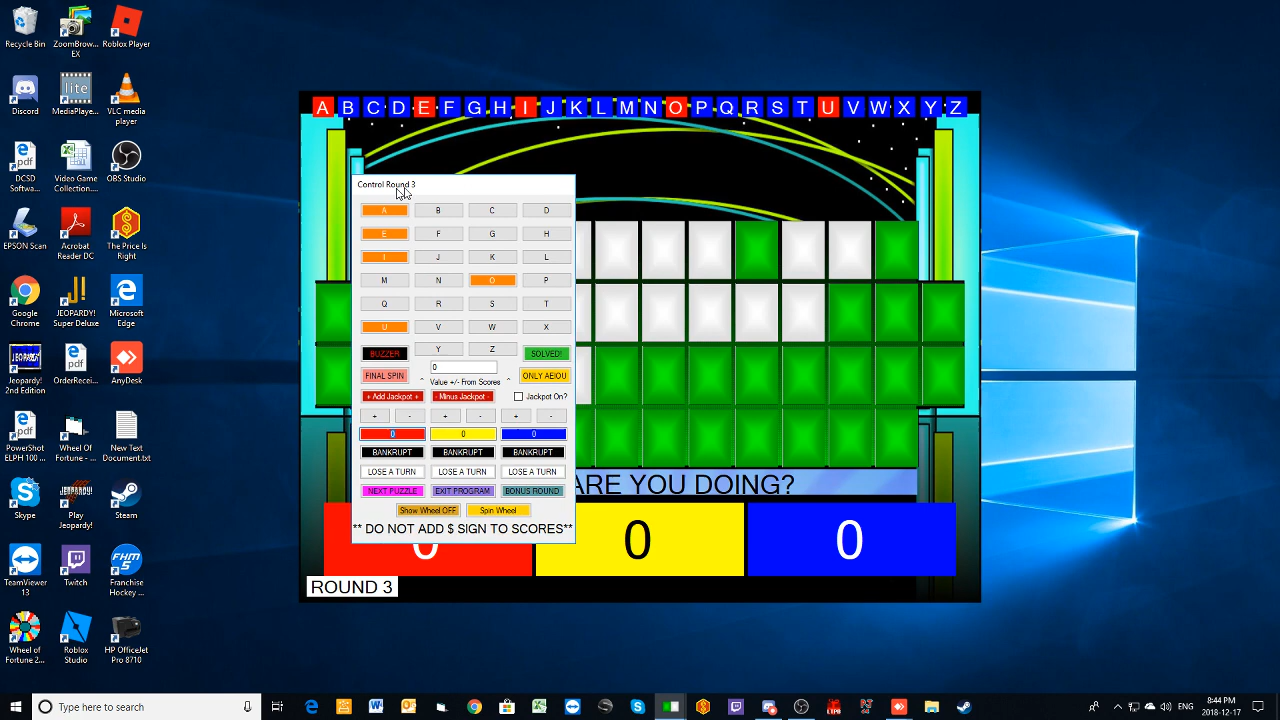 Recycle Bin
ZoomBrow... EX
Roblox Player
Discord
MediaPlaye...
VLC media player
DCSD Softwa...
Video Game Collection....
OBS Studio
EPSON Scan
Acrobat Reader DC
The Price Is Right
Google Chrome
JEOPARDY! Super Deluxe
Microsoft Edge
Jeopardy! 2nd Edition
OrderRece...
AnyDesk
PowerShot ELPH 100 ...
Wheel Of Fortune - ...
New Text Document.txt
Skype
Play Jeopardy!
Steam
TeamViewer 13
Twitch
Franchise Hockey ...
Wheel of Fortune 2...
Roblox Studio
HP OfficeJet Pro 8710
A B C D E F G H I J K L M N O P Q R S T U V W X Y Z
Control Round 3
A B C D
E F G H
I J K L
M N O P
Q R S T
U V W X
BUZZER Y Z SOLVED!
0
FINAL SPIN ONLY AEIOU
^ Value +/- From Scores ^
+ Add Jackpot + - Minus Jackpot - Jackpot On?
+ - + - + -
0 0 0
BANKRUPT BANKRUPT BANKRUPT
LOSE A TURN LOSE A TURN LOSE A TURN
NEXT PUZZLE EXIT PROGRAM BONUS ROUND
Show Wheel OFF Spin Wheel
** DO NOT ADD $ SIGN TO SCORES**
ARE YOU DOING?
0 0 0
ROUND 3
Type here to search
ENG
8:44 PM
2018-12-17